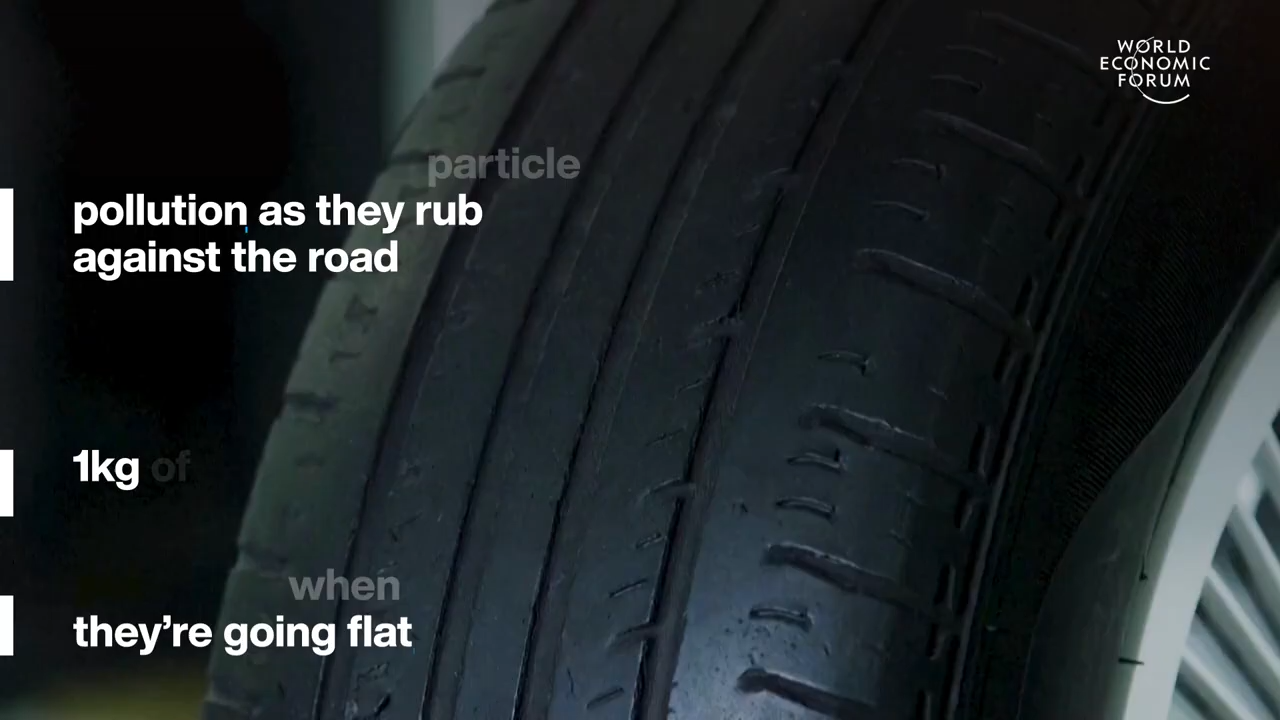 WORLD
ECONOMIC
FORUM
particle
pollution as they rub
against the road
1kg of
when
they’re going flat